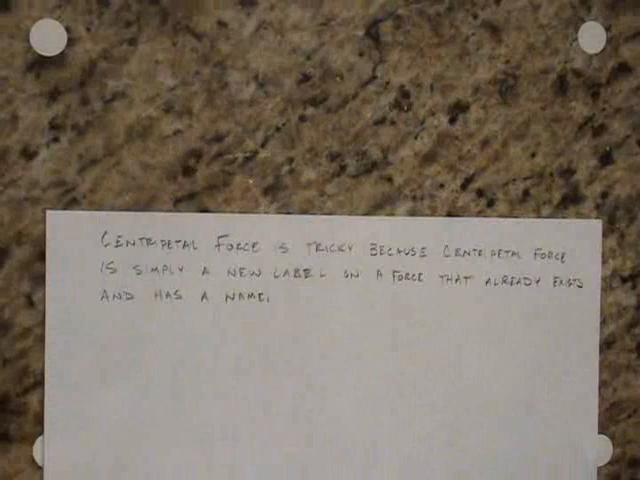 CENTRIPETAL FORCE IS TRICKY BECAUSE CENTRIPETAL FORCE
IS SIMPLY A NEW LABEL ON A FORCE THAT ALREADY EXISTS
AND HAS A NAME.